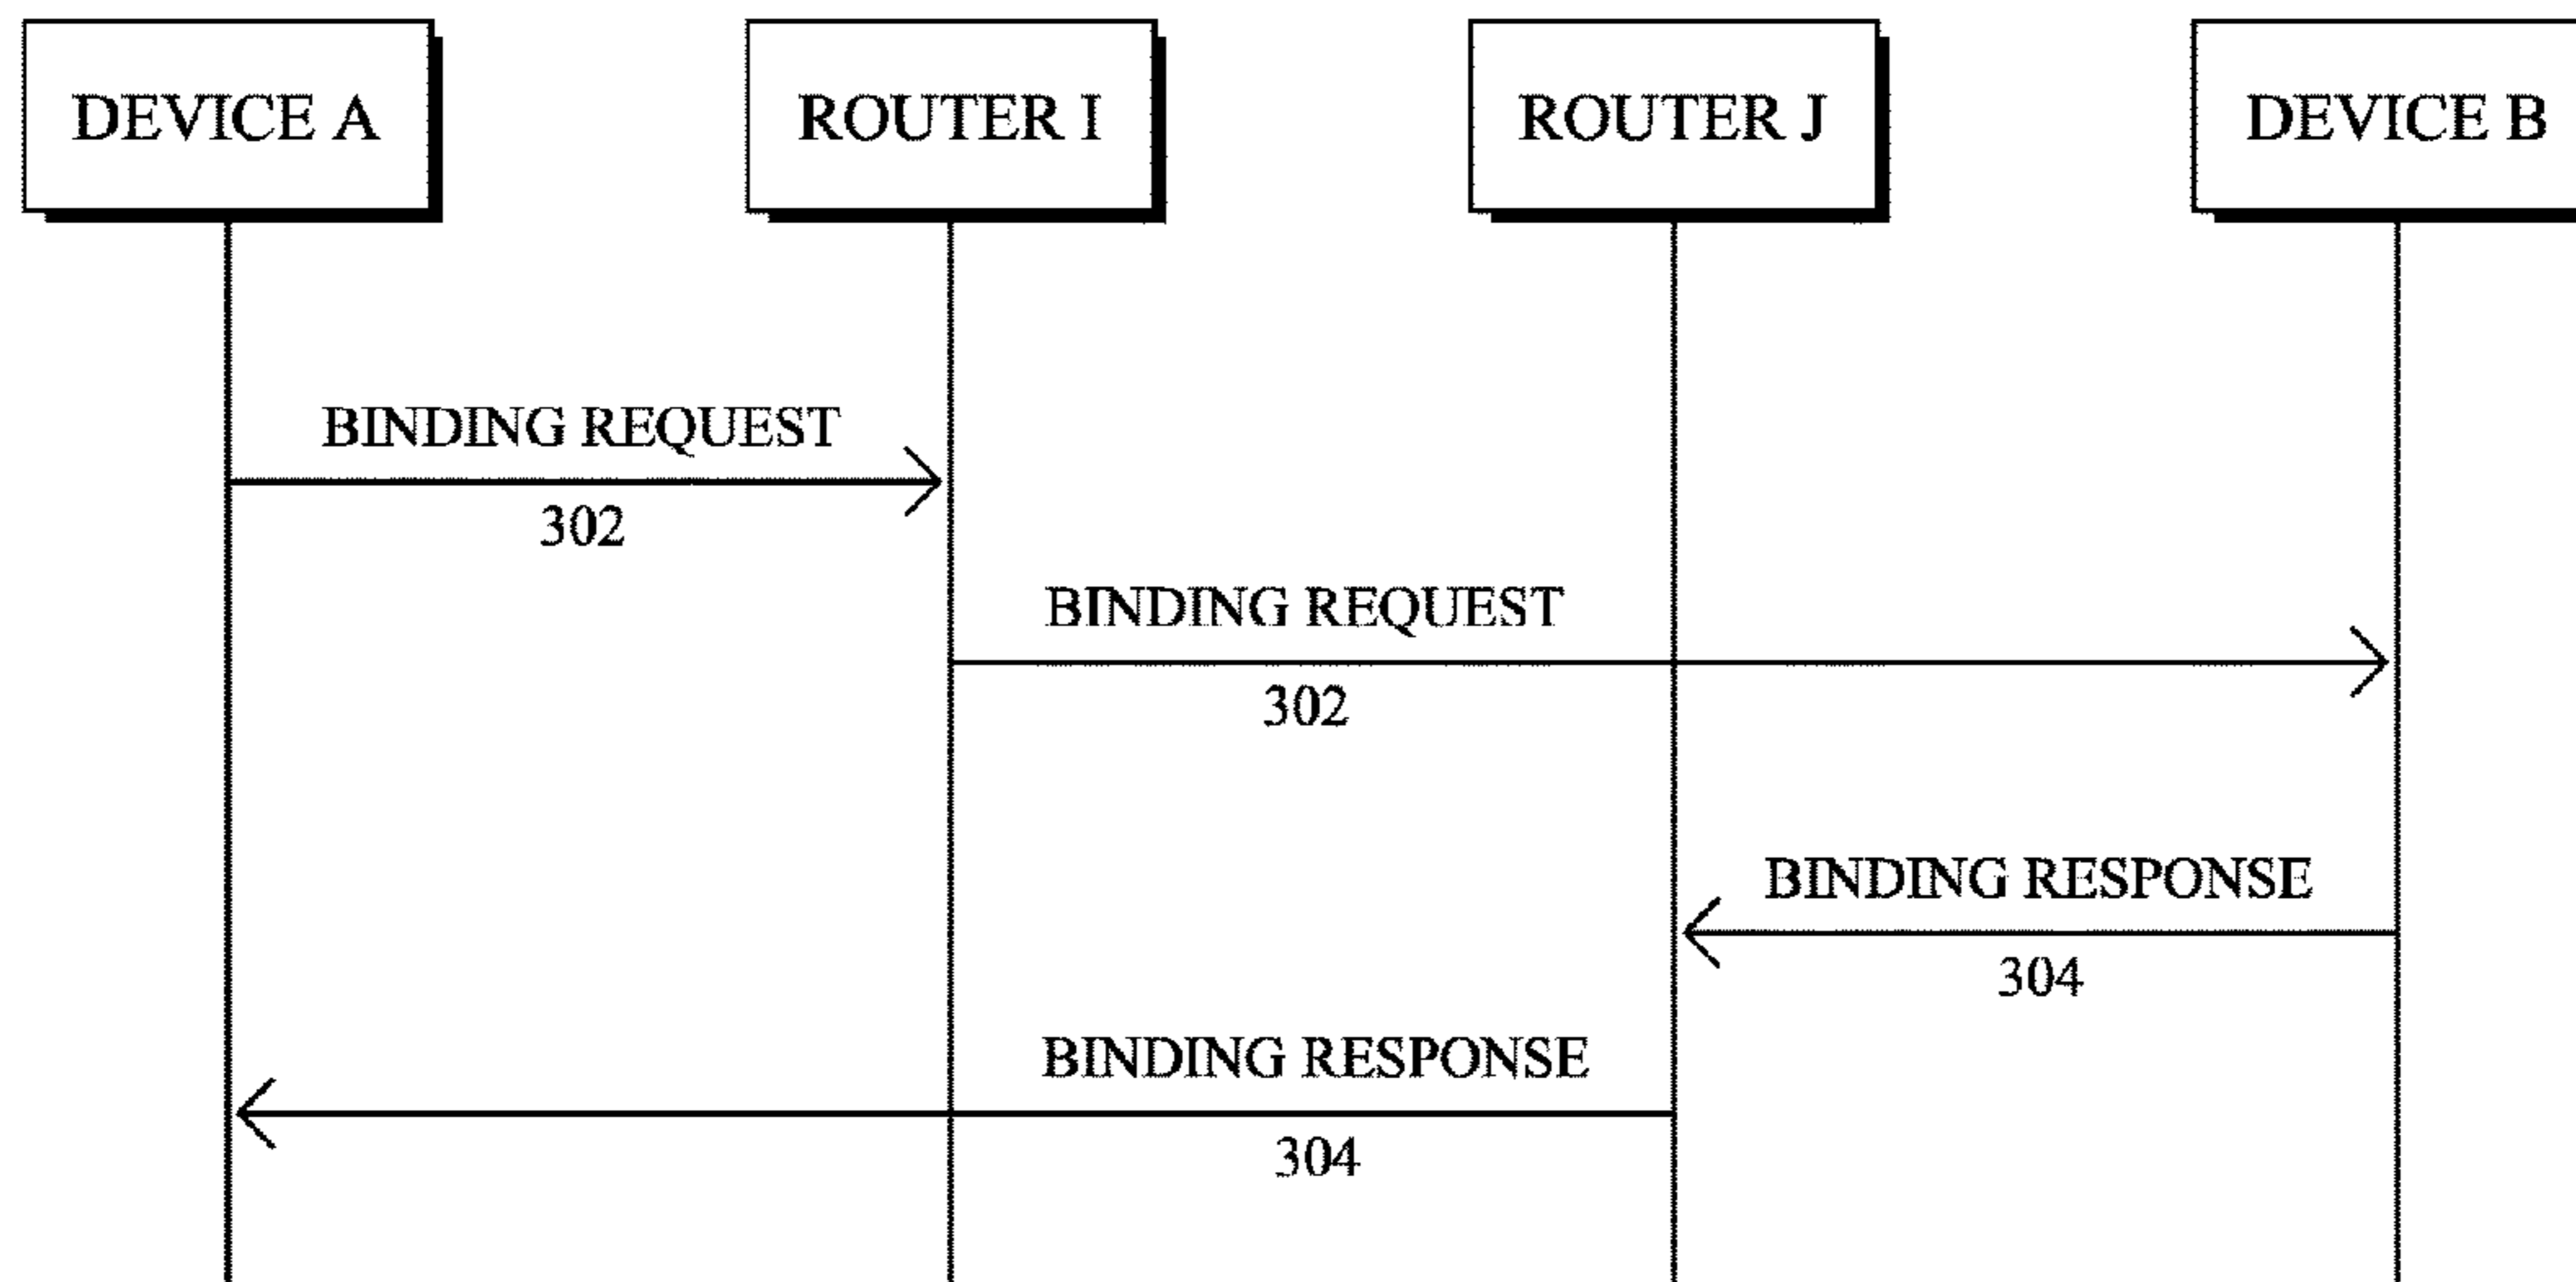 DEVICE A
ROUTER I
ROUTER J
DEVICE B
BINDING REQUEST
302
BINDING REQUEST
302
BINDING RESPONSE
304
BINDING RESPONSE
304